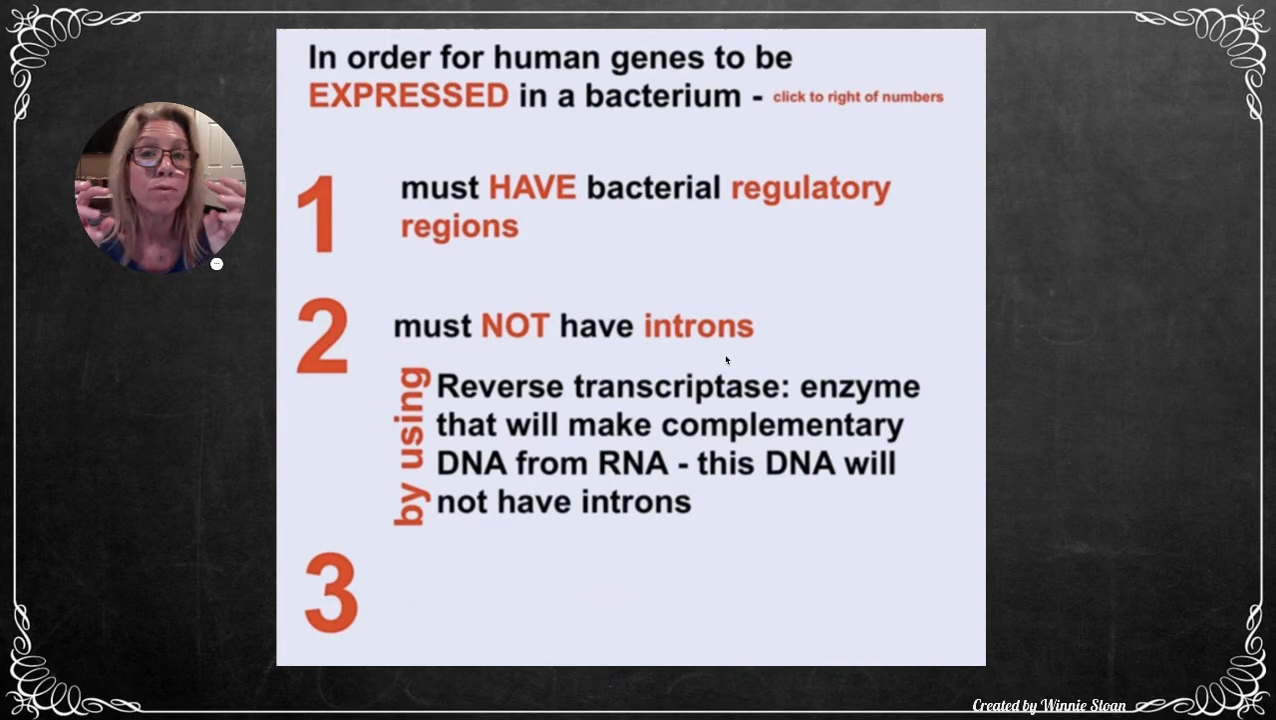 In order for human genes to be
EXPRESSED in a bacterium - click to right of numbers
1 must HAVE bacterial regulatory
regions
2 must NOT have introns
by using
Reverse transcriptase: enzyme
that will make complementary
DNA from RNA - this DNA will
not have introns
3
Created by Winnie Sloan